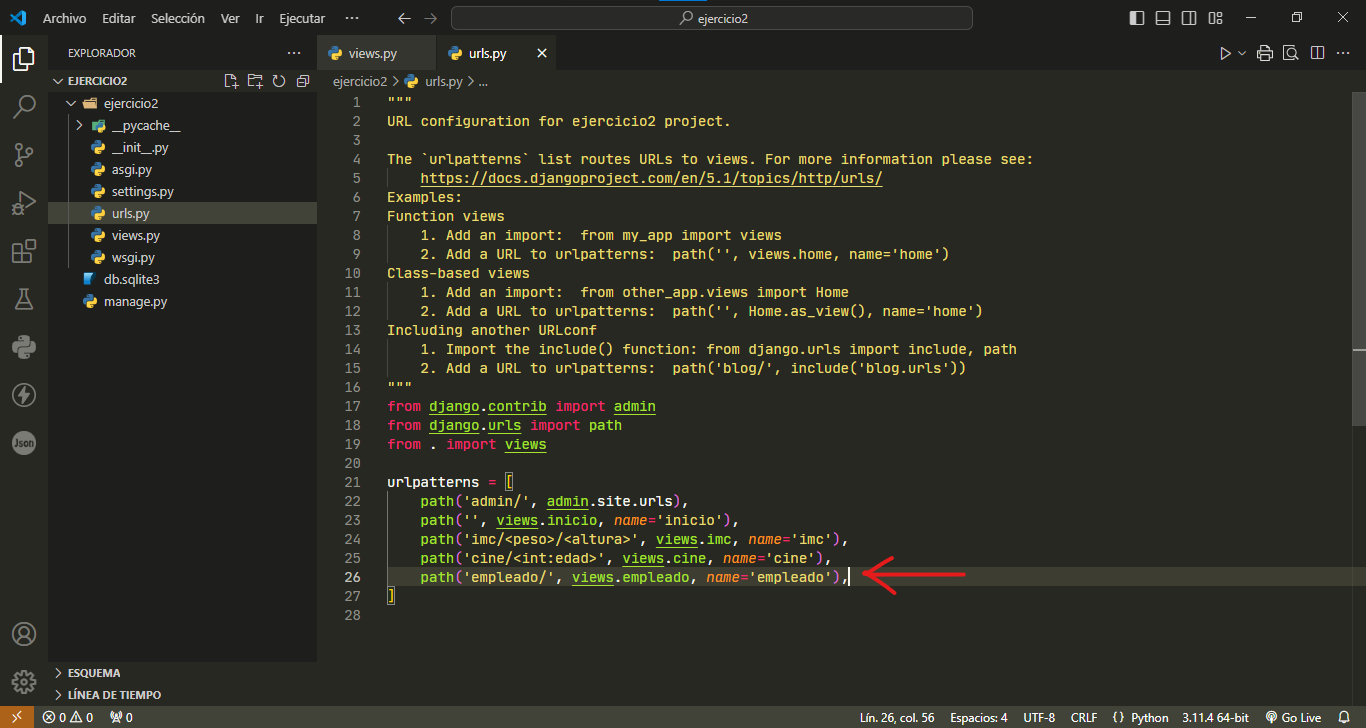 Archivo Editar Selección Ver Ir Ejecutar ··· ejercicio2
EXPLORADOR ···
EJERCICIO2
ejercicio2
__pycache__
__init__.py
asgi.py
settings.py
urls.py
views.py
wsgi.py
db.sqlite3
manage.py
ESQUEMA
LÍNEA DE TIEMPO
views.py urls.py
ejercicio2 > urls.py > ...
1 """
2 URL configuration for ejercicio2 project.
3
4 The `urlpatterns` list routes URLs to views. For more information please see:
5     https://docs.djangoproject.com/en/5.1/topics/http/urls/
6 Examples:
7 Function views
8     1. Add an import:  from my_app import views
9     2. Add a URL to urlpatterns:  path('', views.home, name='home')
10 Class-based views
11     1. Add an import:  from other_app.views import Home
12     2. Add a URL to urlpatterns:  path('', Home.as_view(), name='home')
13 Including another URLconf
14     1. Import the include() function: from django.urls import include, path
15     2. Add a URL to urlpatterns:  path('blog/', include('blog.urls'))
16 """
17 from django.contrib import admin
18 from django.urls import path
19 from . import views
20
21 urlpatterns = [
22     path('admin/', admin.site.urls),
23     path('', views.inicio, name='inicio'),
24     path('imc/<peso>/<altura>', views.imc, name='imc'),
25     path('cine/<int:edad>', views.cine, name='cine'),
26     path('empleado/', views.empleado, name='empleado'),
27 ]
28
Json
0 0 0 Lín. 26, col. 56 Espacios: 4 UTF-8 CRLF {} Python 3.11.4 64-bit Go Live